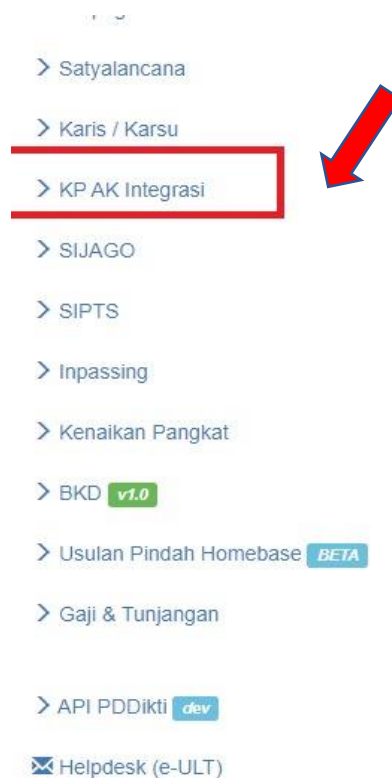 > Satyalancana
> Karis / Karsu
> KP AK Integrasi
> SIJAGO
> SIPTS
> Inpassing
> Kenaikan Pangkat
> BKD v1.0
> Usulan Pindah Homebase BETA
> Gaji & Tunjangan
> API PDDikti dev
Helpdesk (e-ULT)